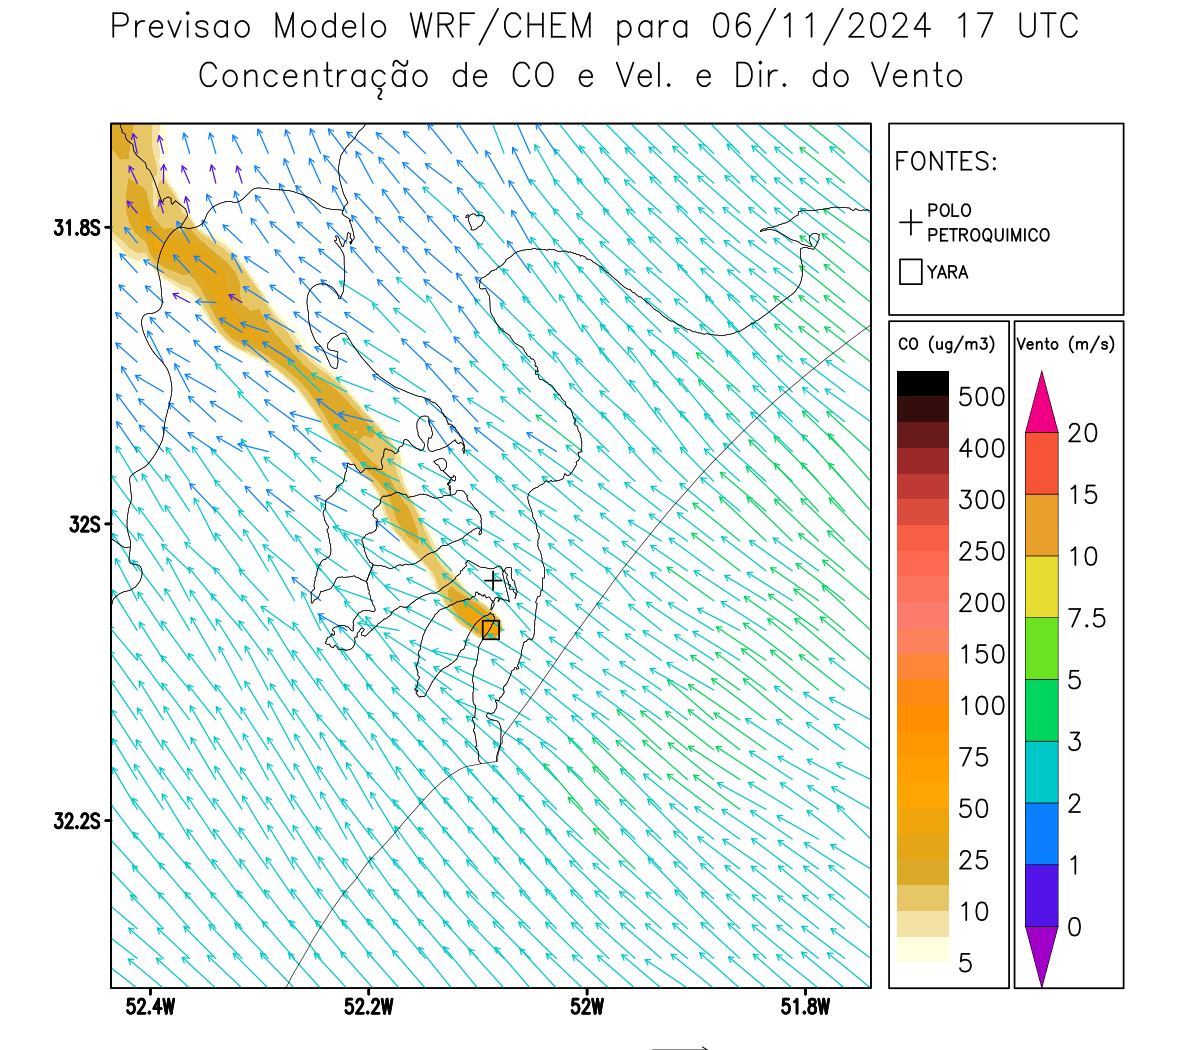 Previsao Modelo WRF/CHEM para 06/11/2024 17 UTC
Concentração de CO e Vel. e Dir. do Vento
FONTES:
POLO
PETROQUIMICO
YARA
CO (ug/m3)
500
400
300
250
200
150
100
75
50
25
10
5
Vento (m/s)
20
15
10
7.5
5
3
2
1
0
31.8S
32S
32.2S
52.4W
52.2W
52W
51.8W